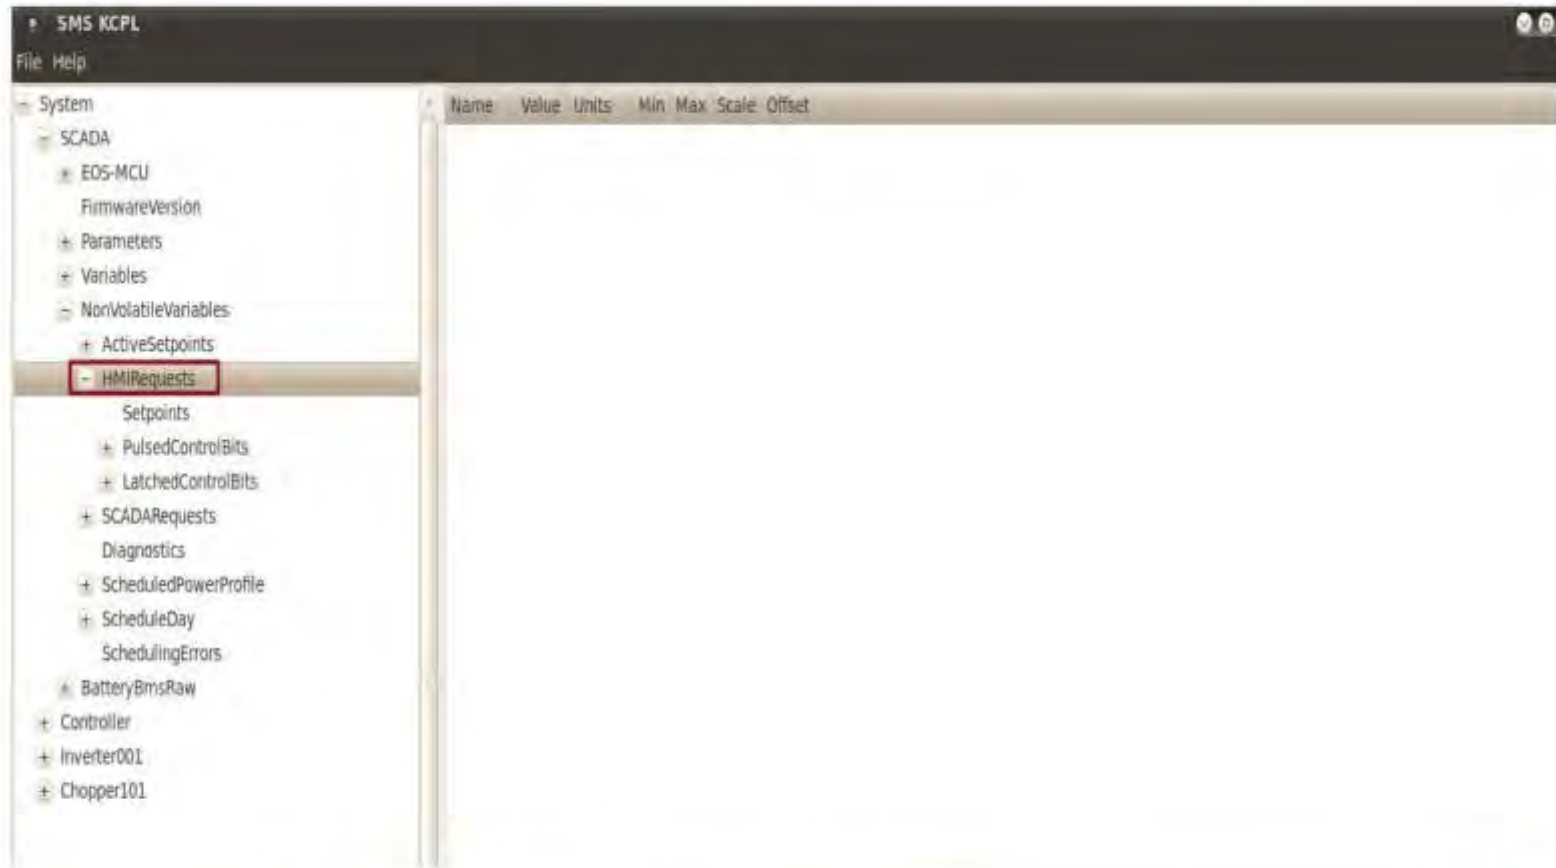 SMS KCPL
File Help
System
SCADA
EOS-MCU
FirmwareVersion
Parameters
Variables
NonVolatileVariables
ActiveSetpoints
HMIRequests
Setpoints
PulsedControlBits
LatchedControlBits
SCADARequests
Diagnostics
ScheduledPowerProfile
ScheduleDay
SchedulingErrors
BatteryBmsRaw
Controller
Inverter001
Chopper101
Name Value Units Min Max Scale Offset